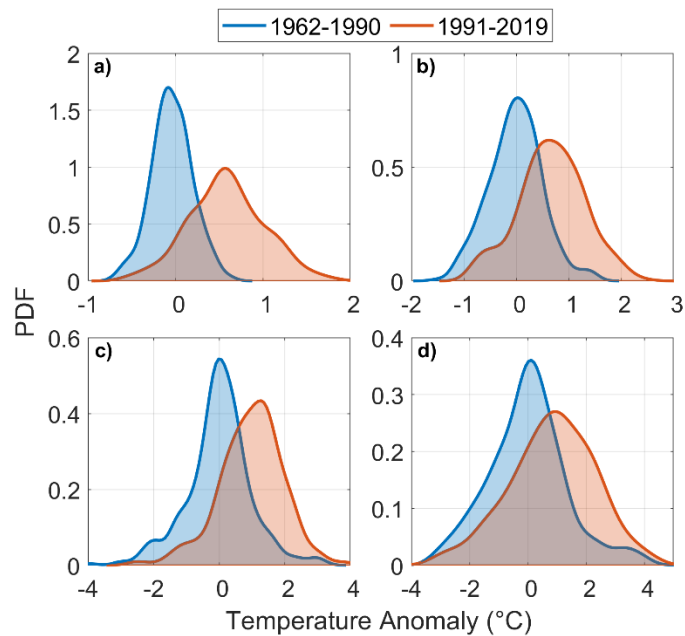 1962-1990 1991-2019
a) b)
2 1.5 1 0.5 0
-1 0 1 2
1 0.5 0
-2 -1 0 1 2 3
PDF
c) d)
0.6 0.4 0.2 0
-4 -2 0 2 4
0.4 0.3 0.2 0.1 0
-4 -2 0 2 4
Temperature Anomaly (°C)